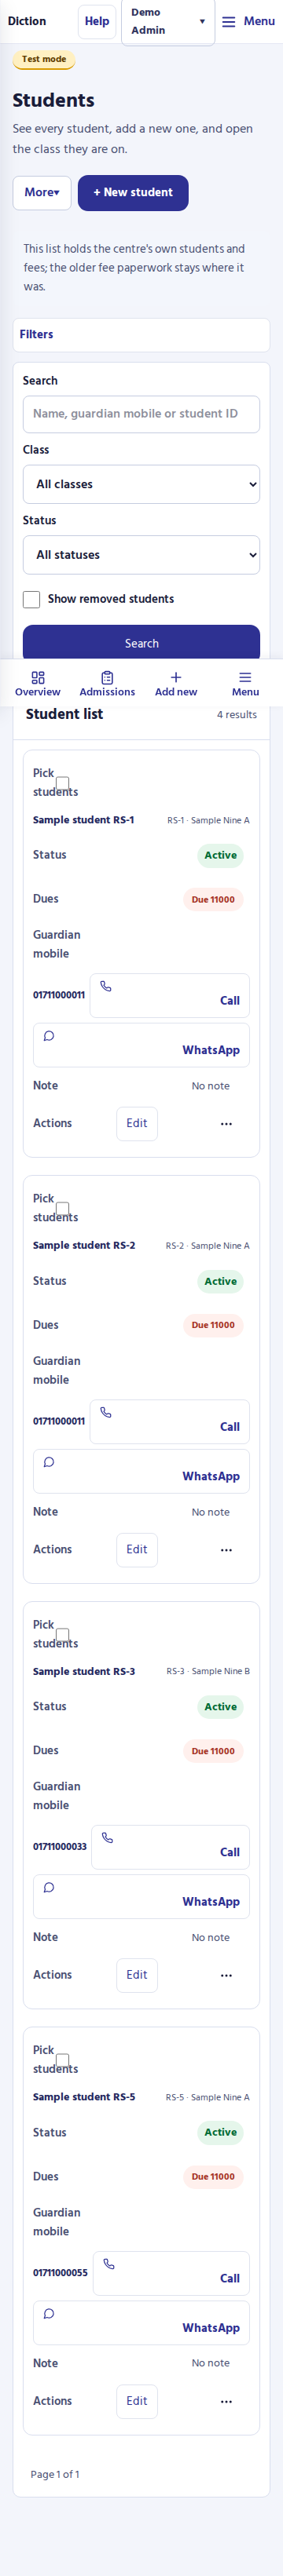 Diction
Help
Demo
Admin
Menu
Test mode
Students
See every student, add a new one, and open
the class they are on.
More
+ New student
This list holds the centre's own students and
fees; the older fee paperwork stays where it
was.
Filters
Search
Name, guardian mobile or student ID
Class
All classes
Status
All statuses
Show removed students
Search
Overview
Admissions
Add new
Menu
Student list
4 results
Pick
students
Sample student RS-1
RS-1 · Sample Nine A
Status
Active
Dues
Due 11000
Guardian
mobile
01711000011
Call
WhatsApp
Note
No note
Actions
Edit
Pick
students
Sample student RS-2
RS-2 · Sample Nine A
Status
Active
Dues
Due 11000
Guardian
mobile
01711000011
Call
WhatsApp
Note
No note
Actions
Edit
Pick
students
Sample student RS-3
RS-3 · Sample Nine B
Status
Active
Dues
Due 11000
Guardian
mobile
01711000033
Call
WhatsApp
Note
No note
Actions
Edit
Pick
students
Sample student RS-5
RS-5 · Sample Nine A
Status
Active
Dues
Due 11000
Guardian
mobile
01711000055
Call
WhatsApp
Note
No note
Actions
Edit
Page 1 of 1